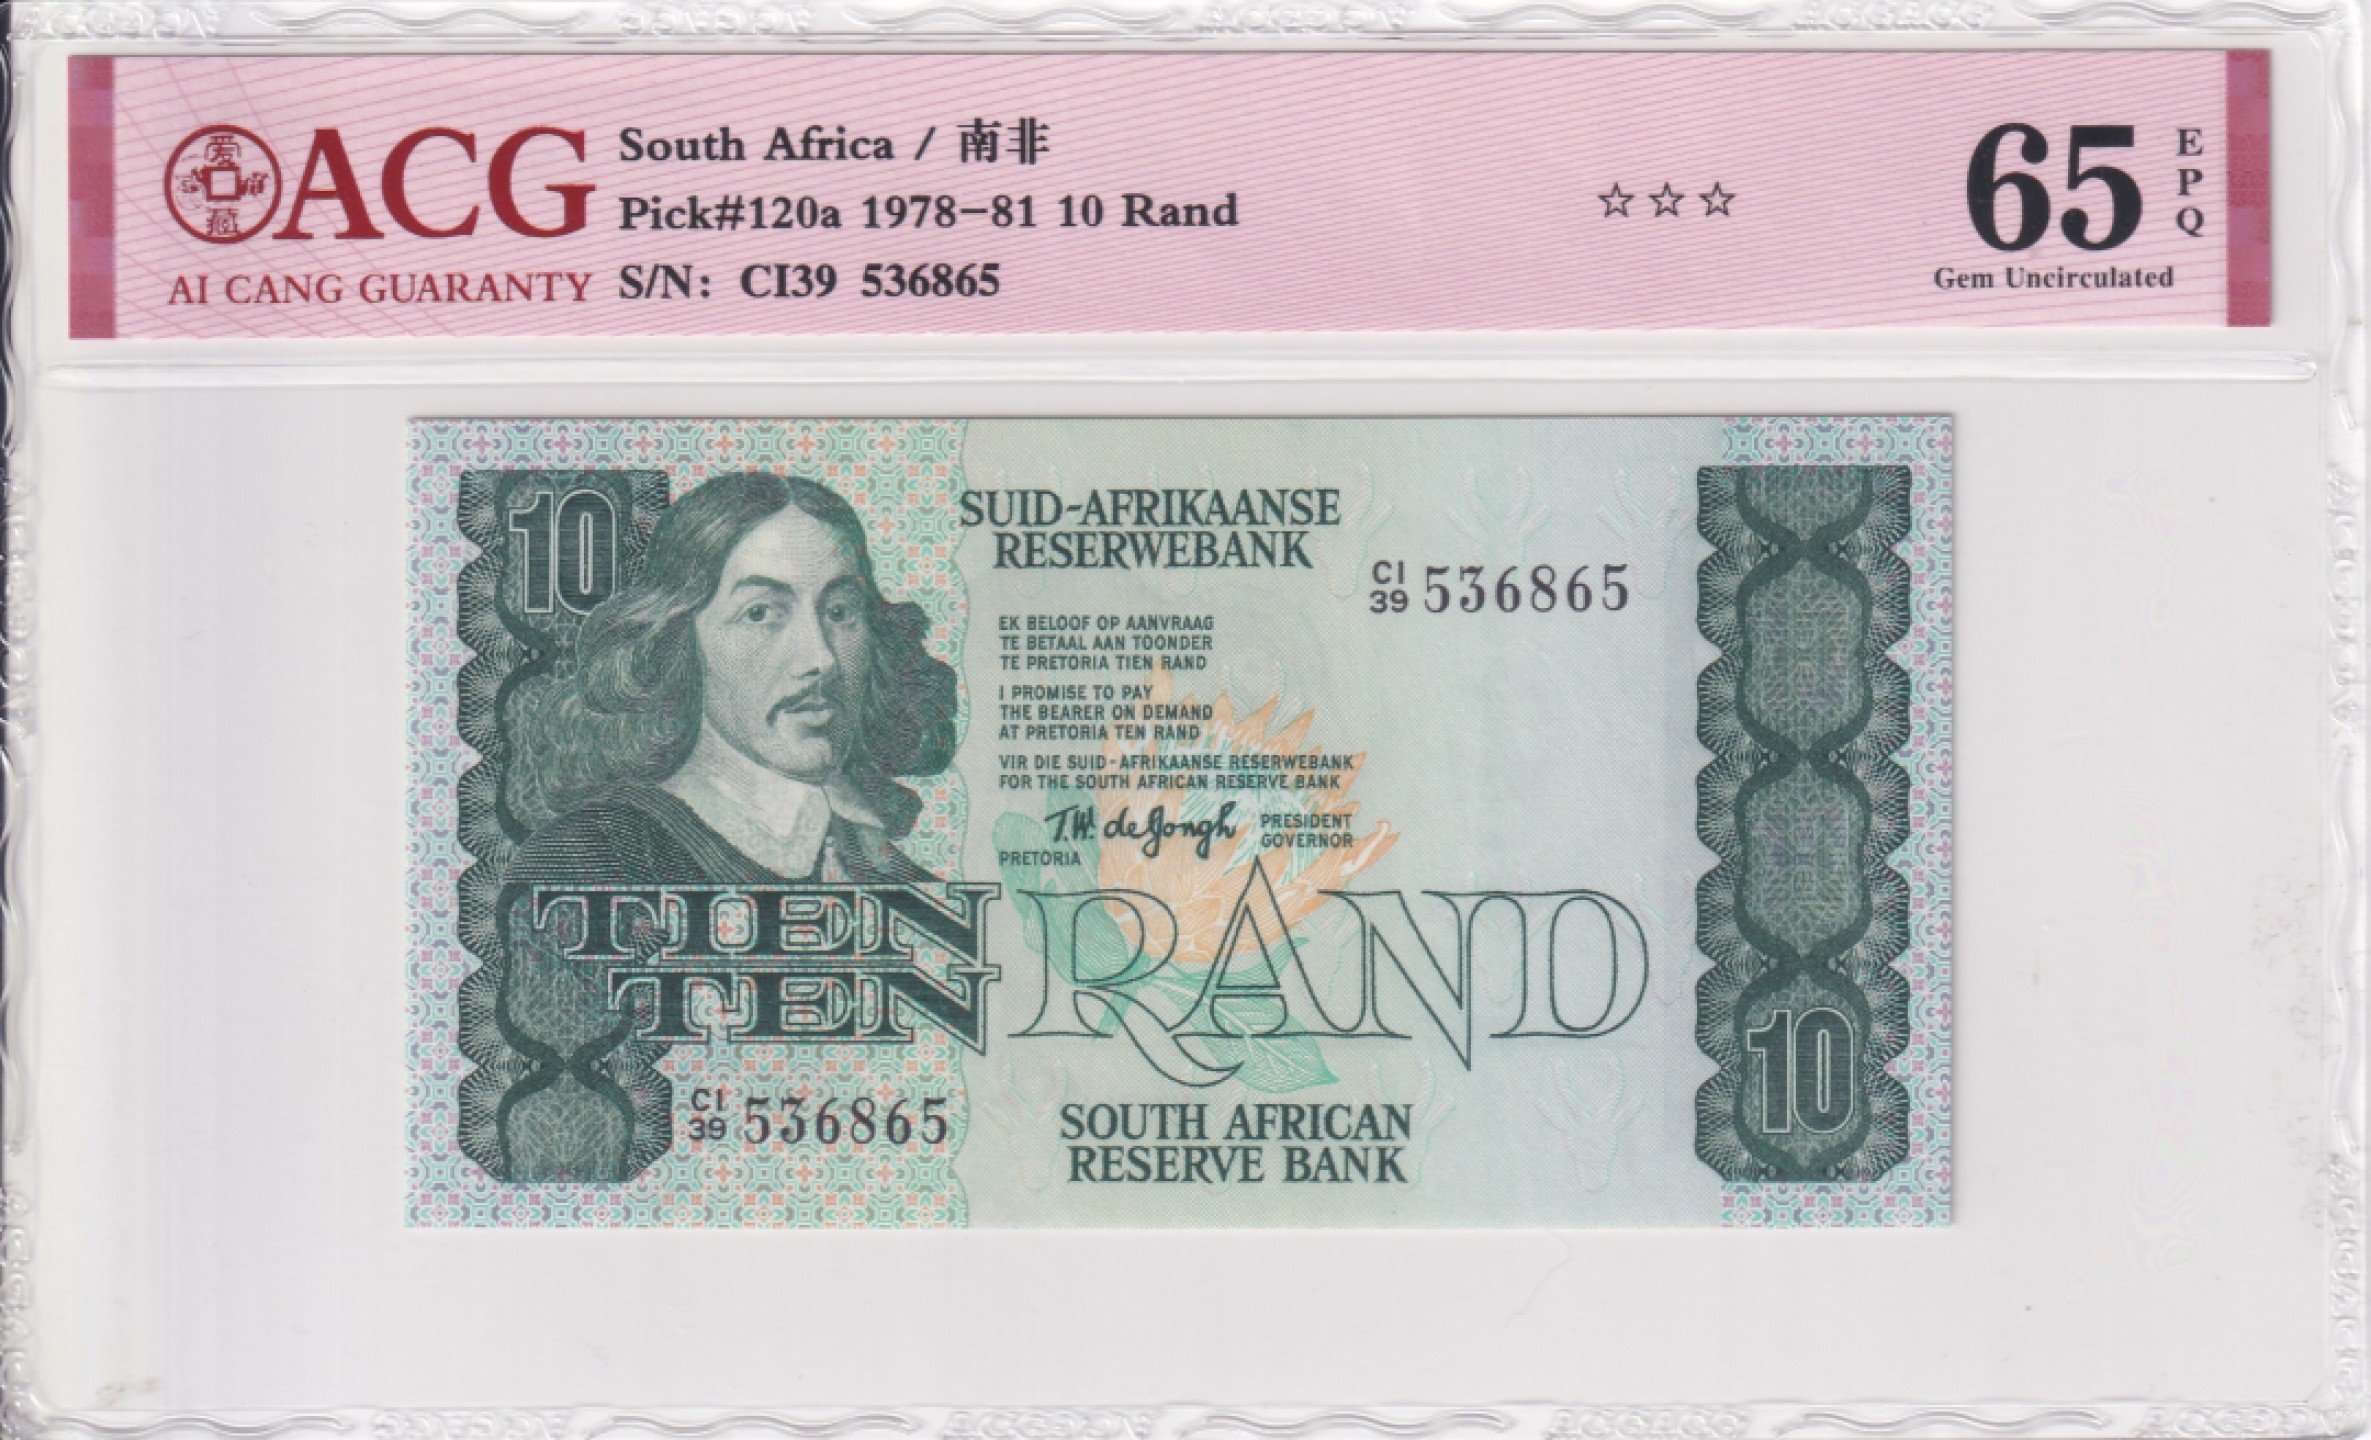 ACG
AI CANG GUARANTY
South Africa / 南非
Pick#120a 1978-81 10 Rand
S/N: CI39 536865
☆☆☆
65
EPQ
Gem Uncirculated
10
SUID-AFRIKAANSE
RESERWEBANK
CI
39 536865
EK BELOOF OP AANVRAAG
TE BETAAL AAN TOONDER
TE PRETORIA TIEN RAND
I PROMISE TO PAY
THE BEARER ON DEMAND
AT PRETORIA TEN RAND
VIR DIE SUID-AFRIKAANSE RESERWEBANK
FOR THE SOUTH AFRICAN RESERVE BANK
T.W. de Jongh
PRESIDENT
GOVERNOR
PRETORIA
TIEN
TEN
RAND
CI
39 536865
SOUTH AFRICAN
RESERVE BANK
10